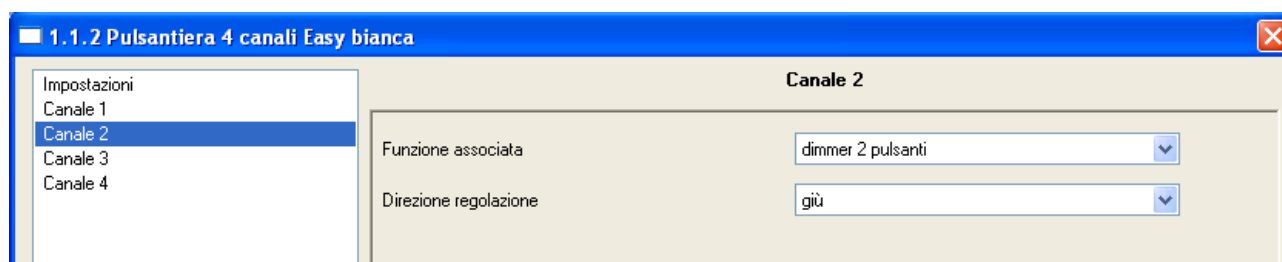 1.1.2 Pulsantiera 4 canali Easy bianca
Impostazioni
Canale 1
Canale 2
Canale 3
Canale 4
Canale 2
Funzione associata dimmer 2 pulsanti
Direzione regolazione giù